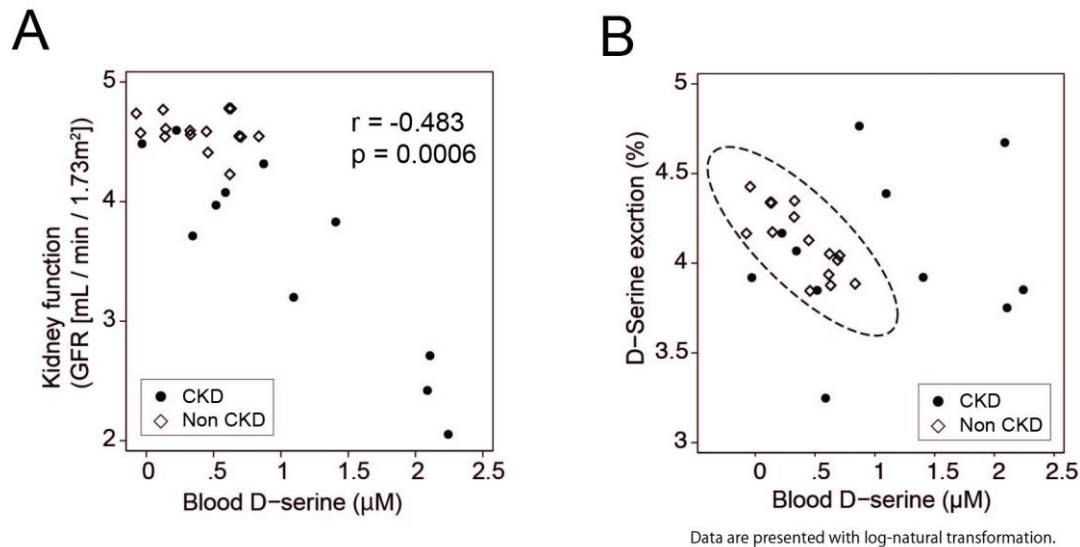 A
Kidney function
(GFR [mL / min / 1.73m²])
5
4
3
2
r = -0.483
p = 0.0006
CKD
Non CKD
0
.5
1
1.5
2
2.5
Blood D-serine (μM)
B
D-Serine excrtion (%)
5
4.5
4
3.5
3
CKD
Non CKD
0
.5
1
1.5
2
2.5
Blood D-serine (μM)
Data are presented with log-natural transformation.